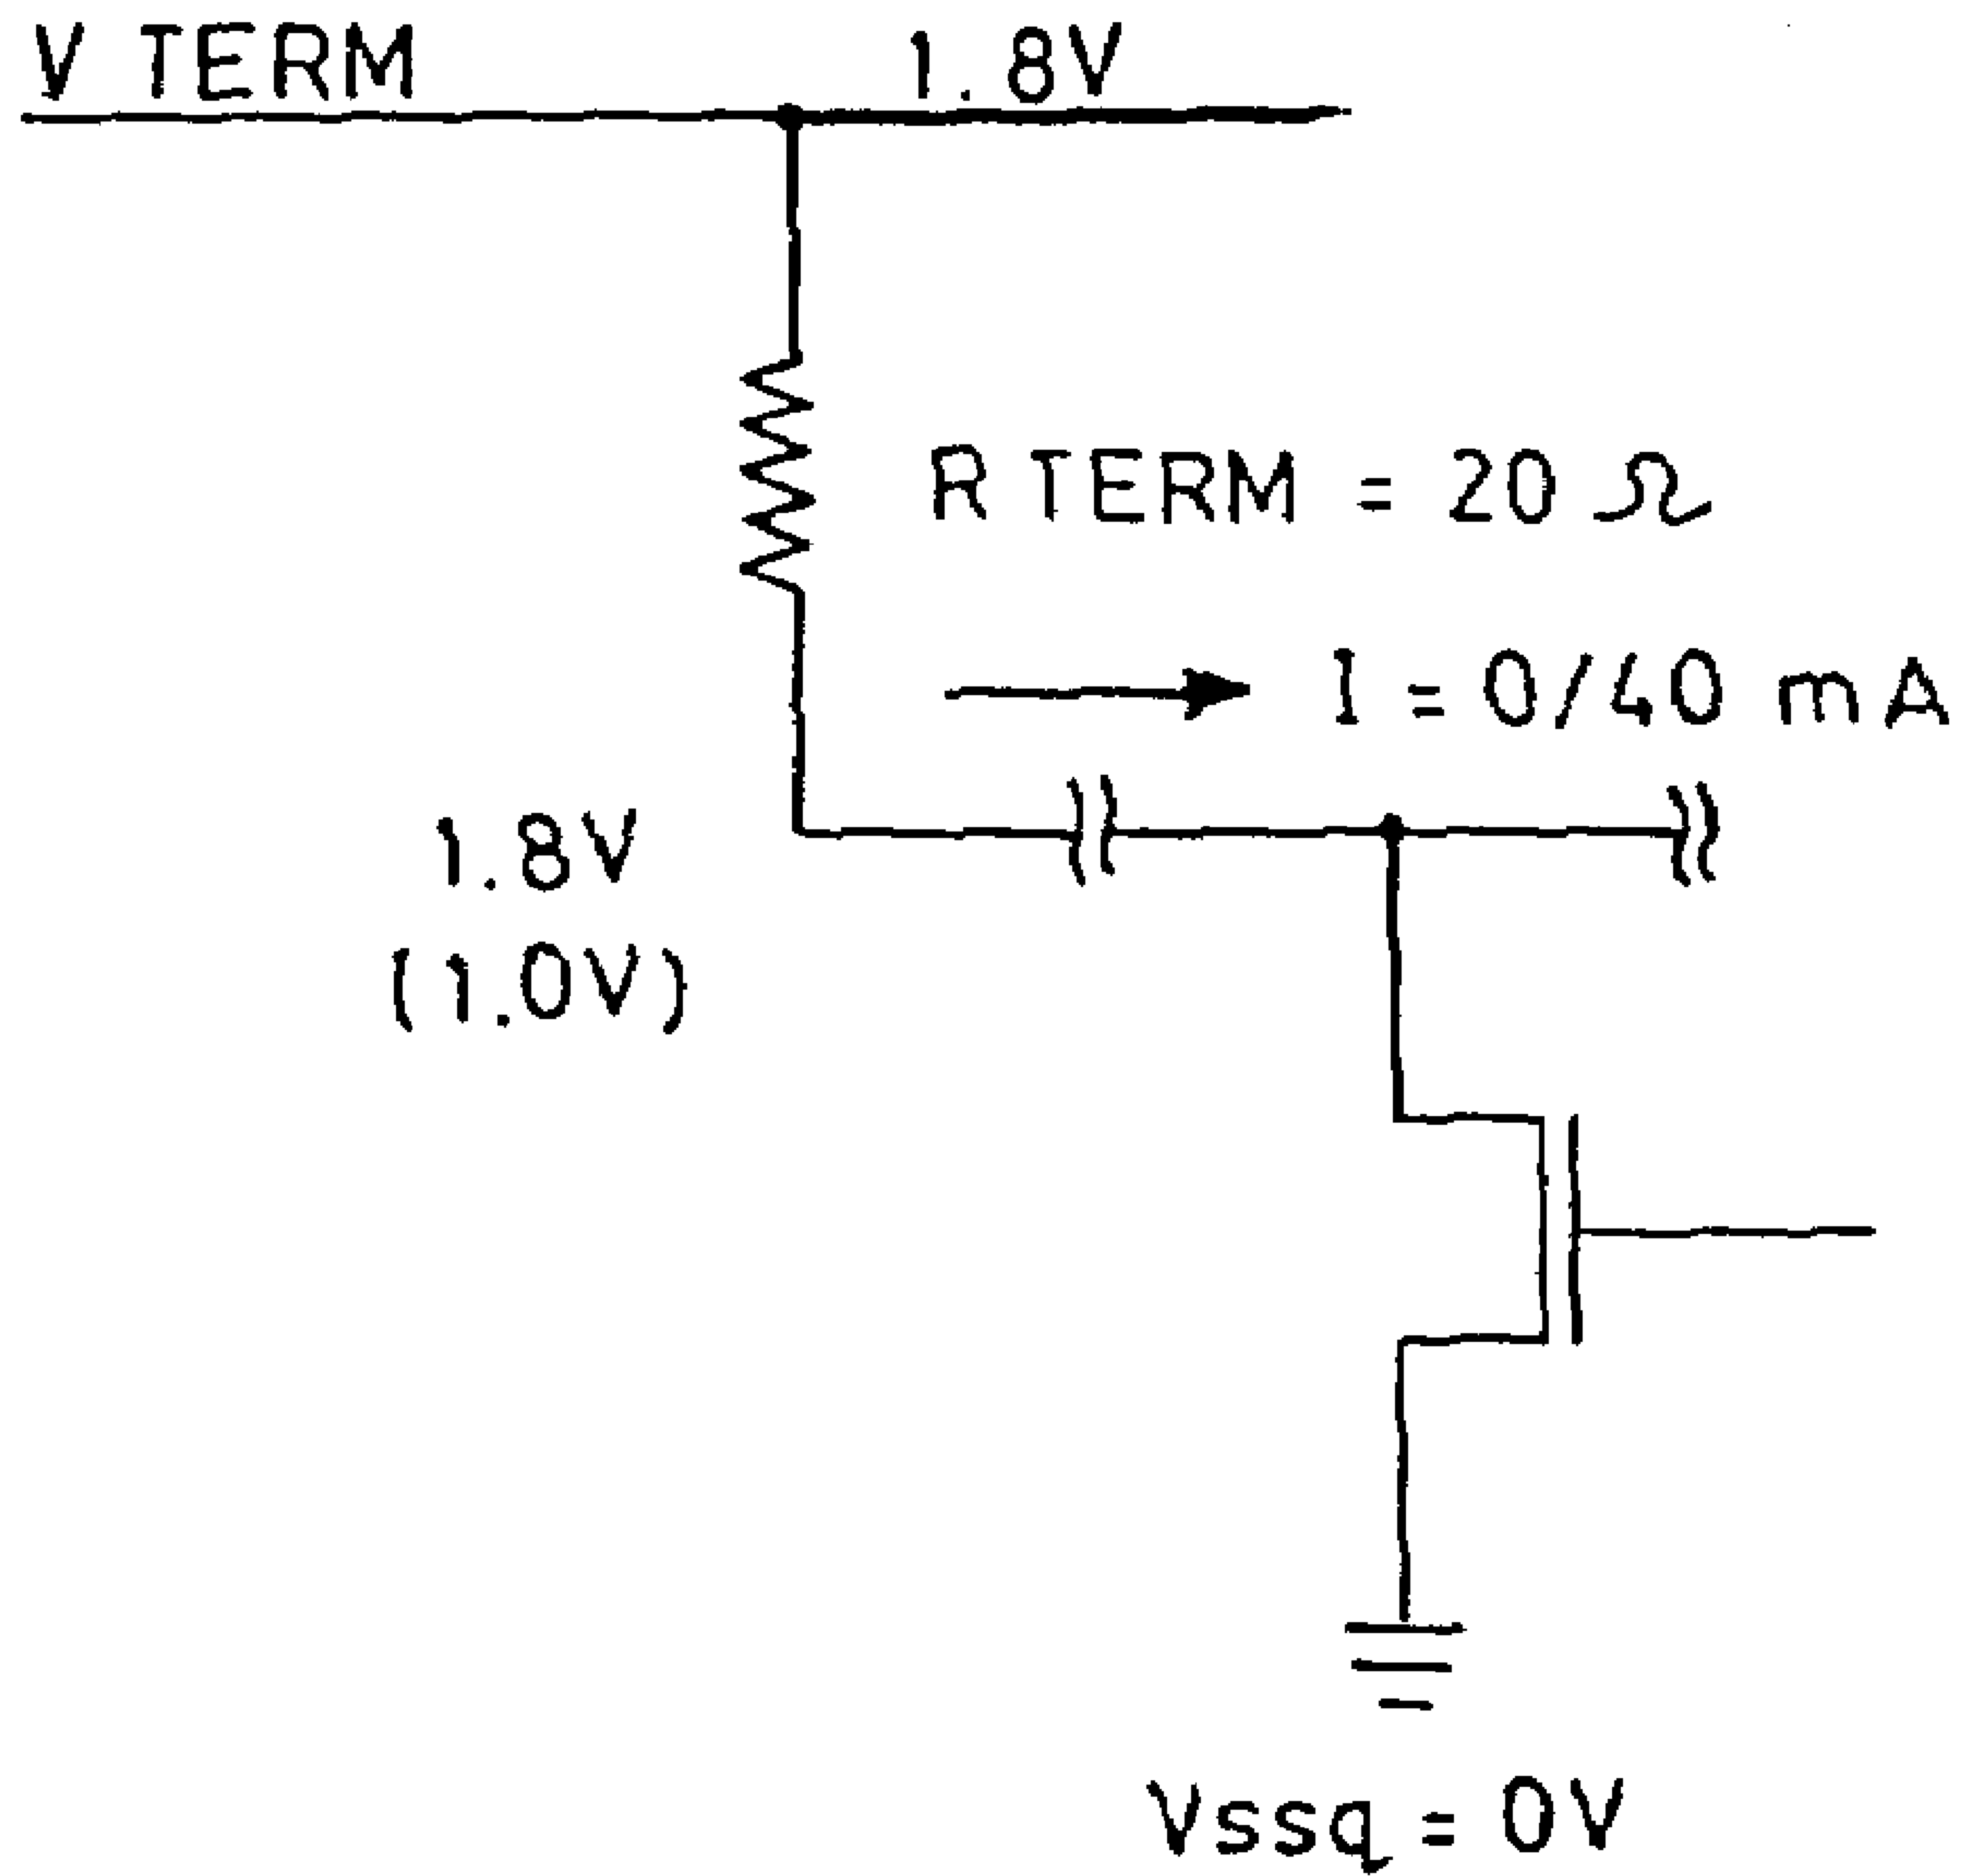 V TERM 1.8V
R TERM = 20 Ω
I = 0/40 mA
1.8V
(1.0V)
Vssq = 0V